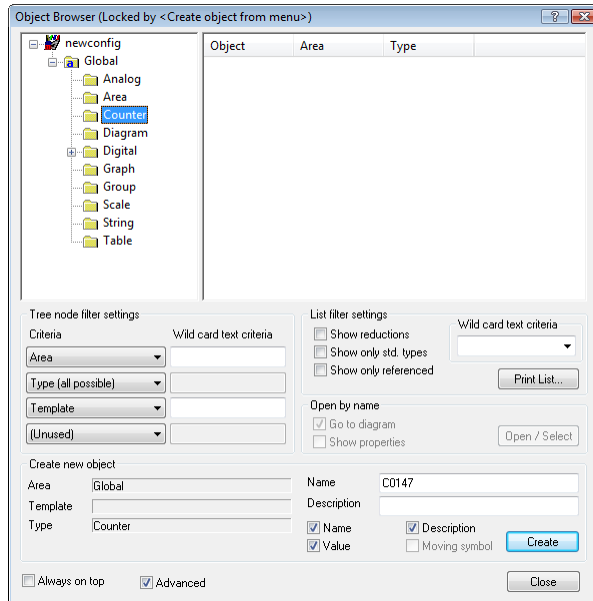 Object Browser (Locked by <Create object from menu>)
newconfig
Global
Analog
Area
Counter
Diagram
Digital
Graph
Group
Scale
String
Table
Object Area Type
Tree node filter settings
Criteria Wild card text criteria
Area
Type (all possible)
Template
(Unused)
List filter settings
Show reductions
Show only std. types
Show only referenced
Wild card text criteria
Print List...
Open by name
Go to diagram
Show properties
Open / Select
Create new object
Area Global
Template
Type Counter
Name C0147
Description
Name Description
Value Moving symbol
Create
Always on top Advanced
Close